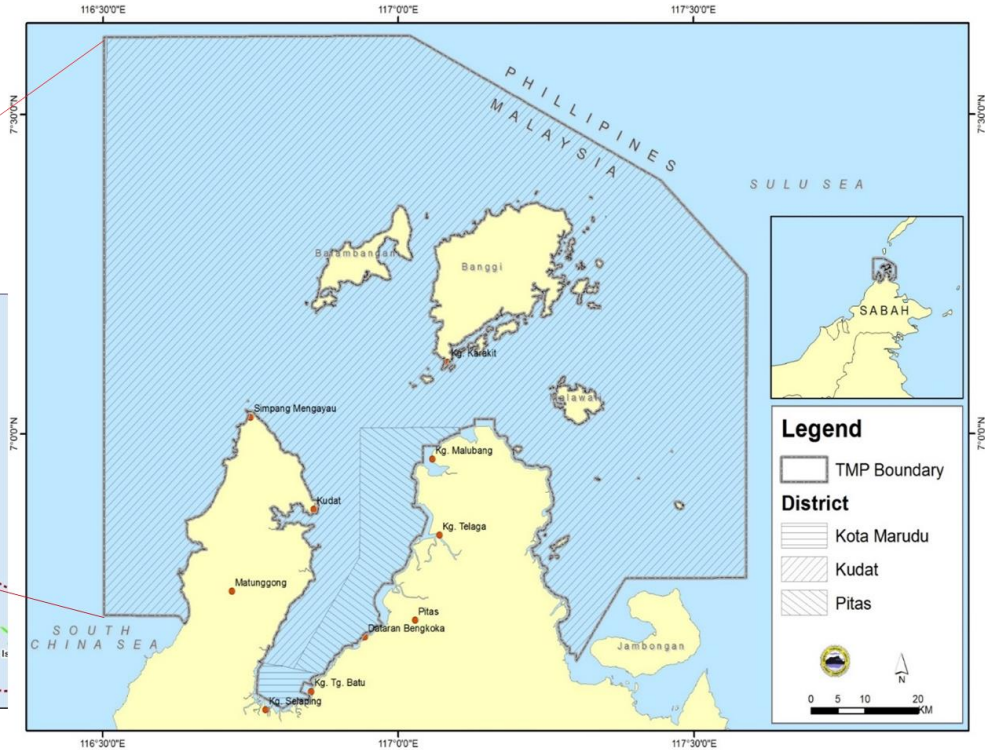 116°30'0"E 117°0'0"E 117°30'0"E
7°30'0"N 7°30'0"N
PHILLIPINES
MALAYSIA
SULU SEA
Balambangan
Banggi
SABAH
Kg. Karakit
Malawali
Simpang Mengayau
7°0'0"N 7°0'0"N
Kg. Malubang
Kudat
Kg. Telaga
Matunggong
Pitas
Dataran Bengkoka
SOUTH
CHINA SEA
Jambongan
Kg. Tg. Batu
Kg. Selaping
Legend
TMP Boundary
District
Kota Marudu
Kudat
Pitas
N
0 5 10 20
KM
116°30'0"E 117°0'0"E 117°30'0"E